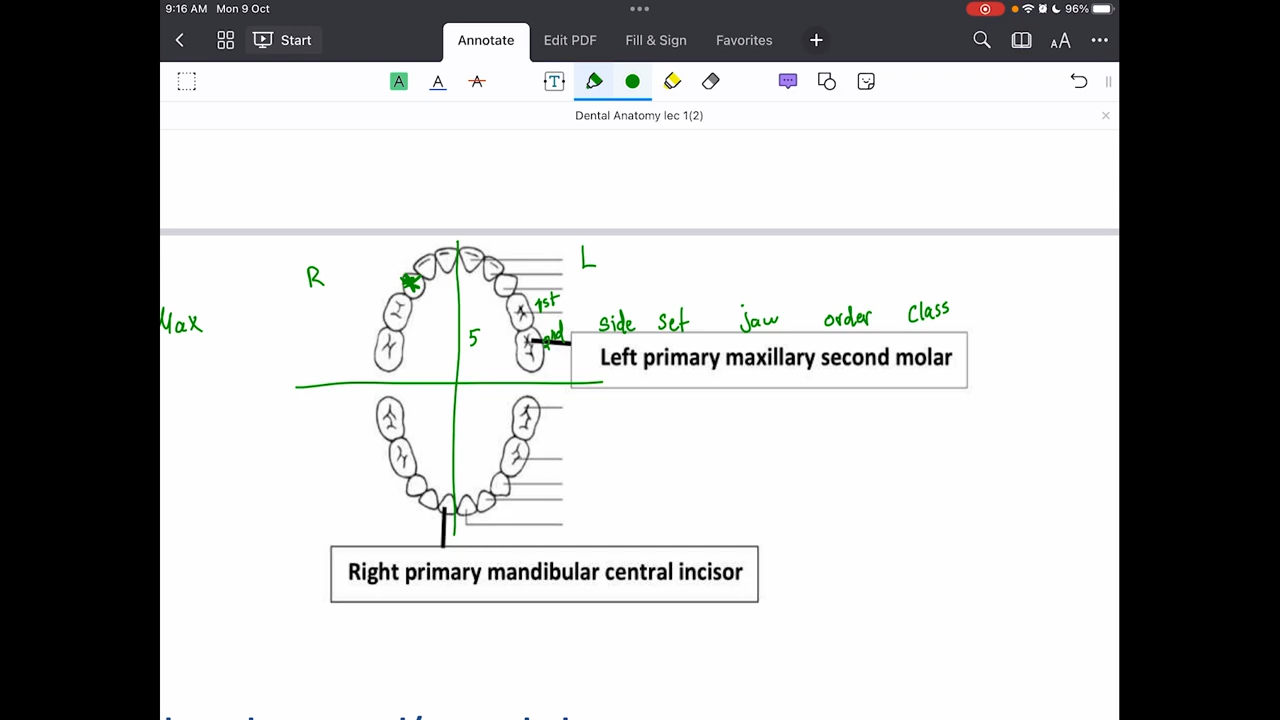 9:16 AM Mon 9 Oct
96%
Start
Annotate
Edit PDF
Fill & Sign
Favorites
AA
A A A T
Dental Anatomy lec 1(2)
R
L
Max
5
1st
2nd
side set jaw order Class
Left primary maxillary second molar
Right primary mandibular central incisor